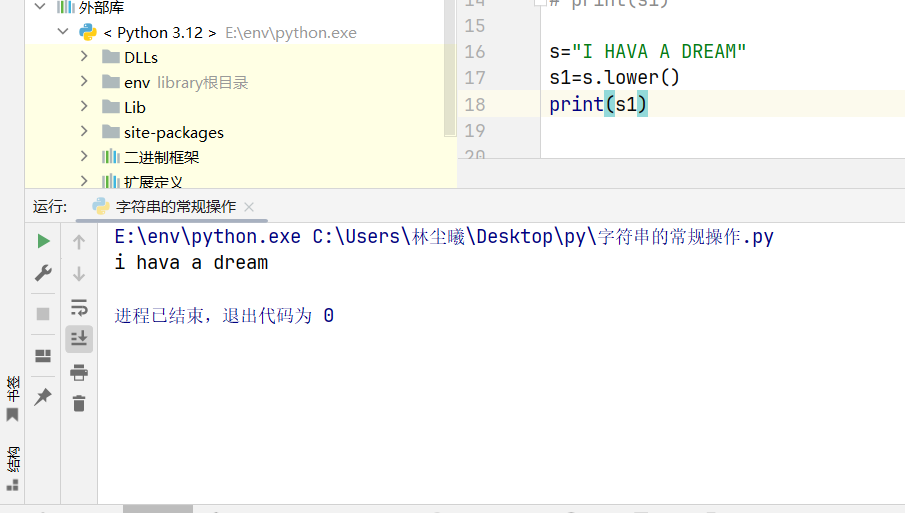 外部库
< Python 3.12 > E:\env\python.exe
DLLs
env library根目录
Lib
site-packages
二进制框架
扩展定义
14 # print(s1)
15
16 s="I HAVA A DREAM"
17 s1=s.lower()
18 print(s1)
19
20
运行: 字符串的常规操作
E:\env\python.exe C:\Users\林尘曦\Desktop\py\字符串的常规操作.py
i hava a dream
进程已结束，退出代码为 0
书签
结构